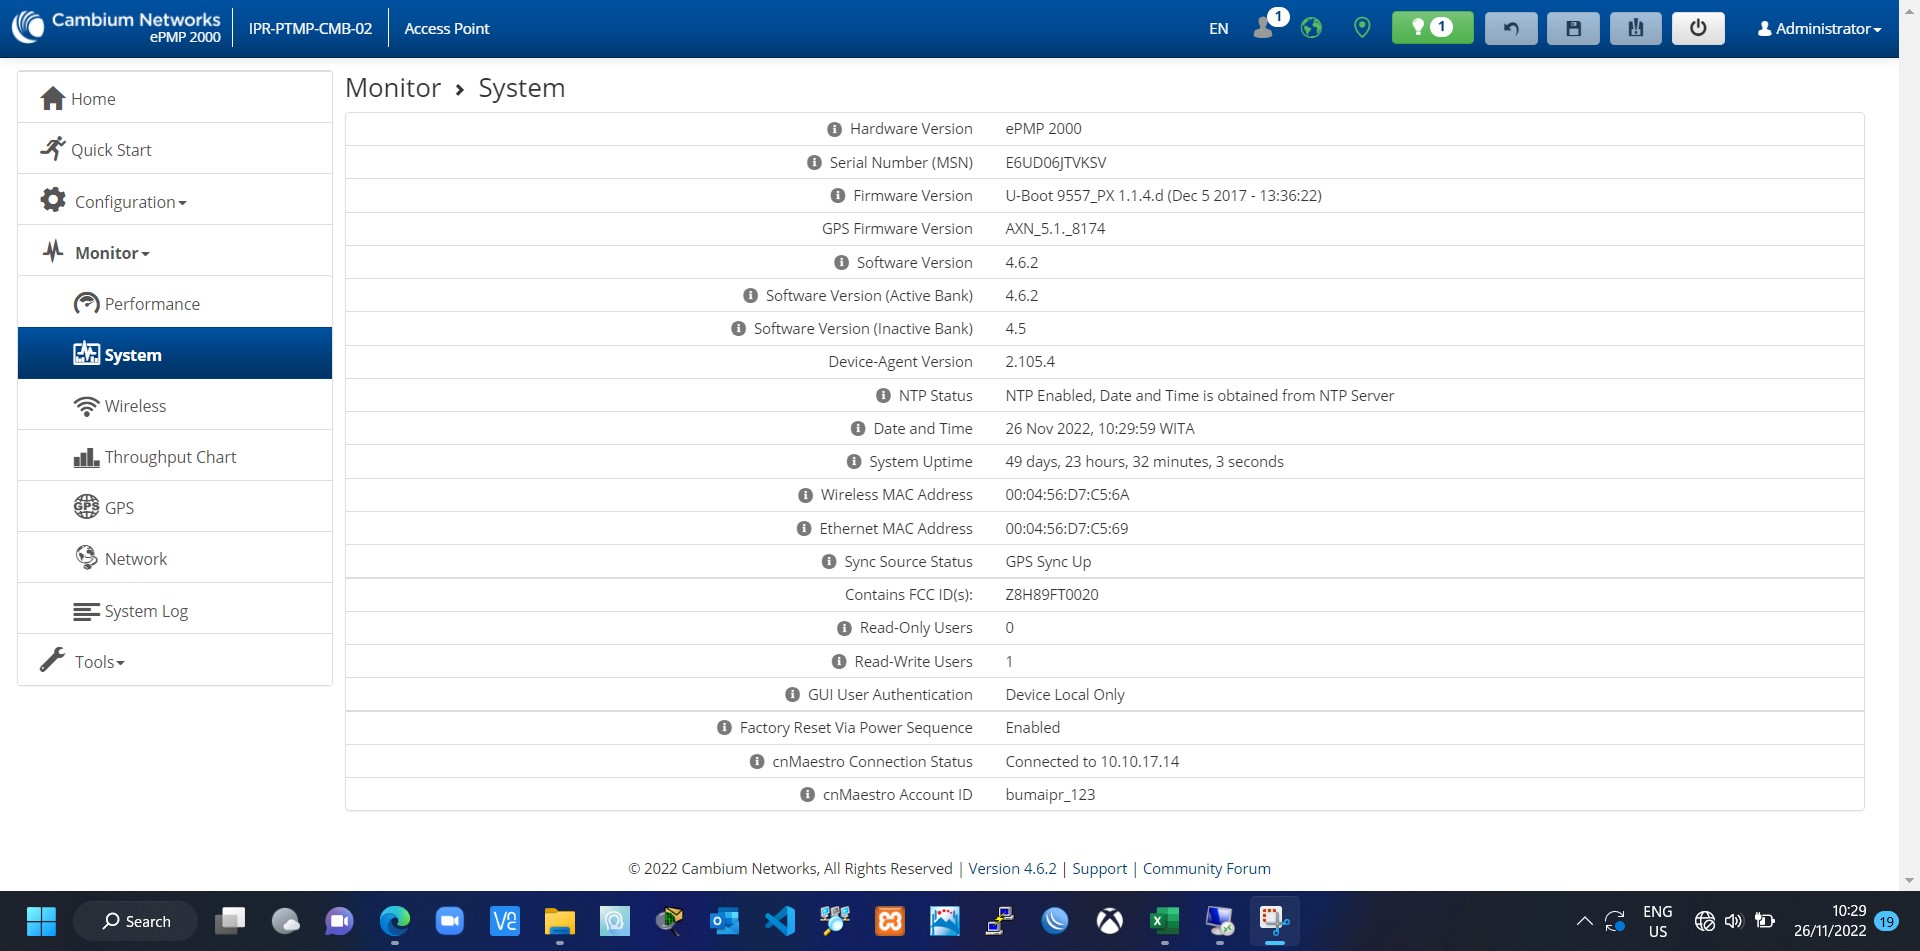 Cambium Networks
ePMP 2000
IPR-PTMP-CMB-02
Access Point
EN
1
1
Administrator
Home
Quick Start
Configuration
Monitor
Performance
System
Wireless
Throughput Chart
GPS
GPS
Network
System Log
Tools
Monitor > System
Hardware Version ePMP 2000
Serial Number (MSN) E6UD06JTVKSV
Firmware Version U-Boot 9557_PX 1.1.4.d (Dec 5 2017 - 13:36:22)
GPS Firmware Version AXN_5.1._8174
Software Version 4.6.2
Software Version (Active Bank) 4.6.2
Software Version (Inactive Bank) 4.5
Device-Agent Version 2.105.4
NTP Status NTP Enabled, Date and Time is obtained from NTP Server
Date and Time 26 Nov 2022, 10:29:59 WITA
System Uptime 49 days, 23 hours, 32 minutes, 3 seconds
Wireless MAC Address 00:04:56:D7:C5:6A
Ethernet MAC Address 00:04:56:D7:C5:69
Sync Source Status GPS Sync Up
Contains FCC ID(s): Z8H89FT0020
Read-Only Users 0
Read-Write Users 1
GUI User Authentication Device Local Only
Factory Reset Via Power Sequence Enabled
cnMaestro Connection Status Connected to 10.10.17.14
cnMaestro Account ID bumaipr_123
© 2022 Cambium Networks, All Rights Reserved | Version 4.6.2 | Support | Community Forum
Search
ENG
US
10:29
26/11/2022
19